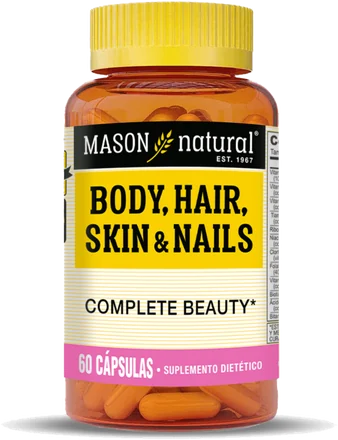 MASON natural®
EST. 1967
BODY, HAIR,
SKIN & NAILS
COMPLETE BEAUTY*
60 CÁPSULAS • SUPLEMENTO DIETÉTICO